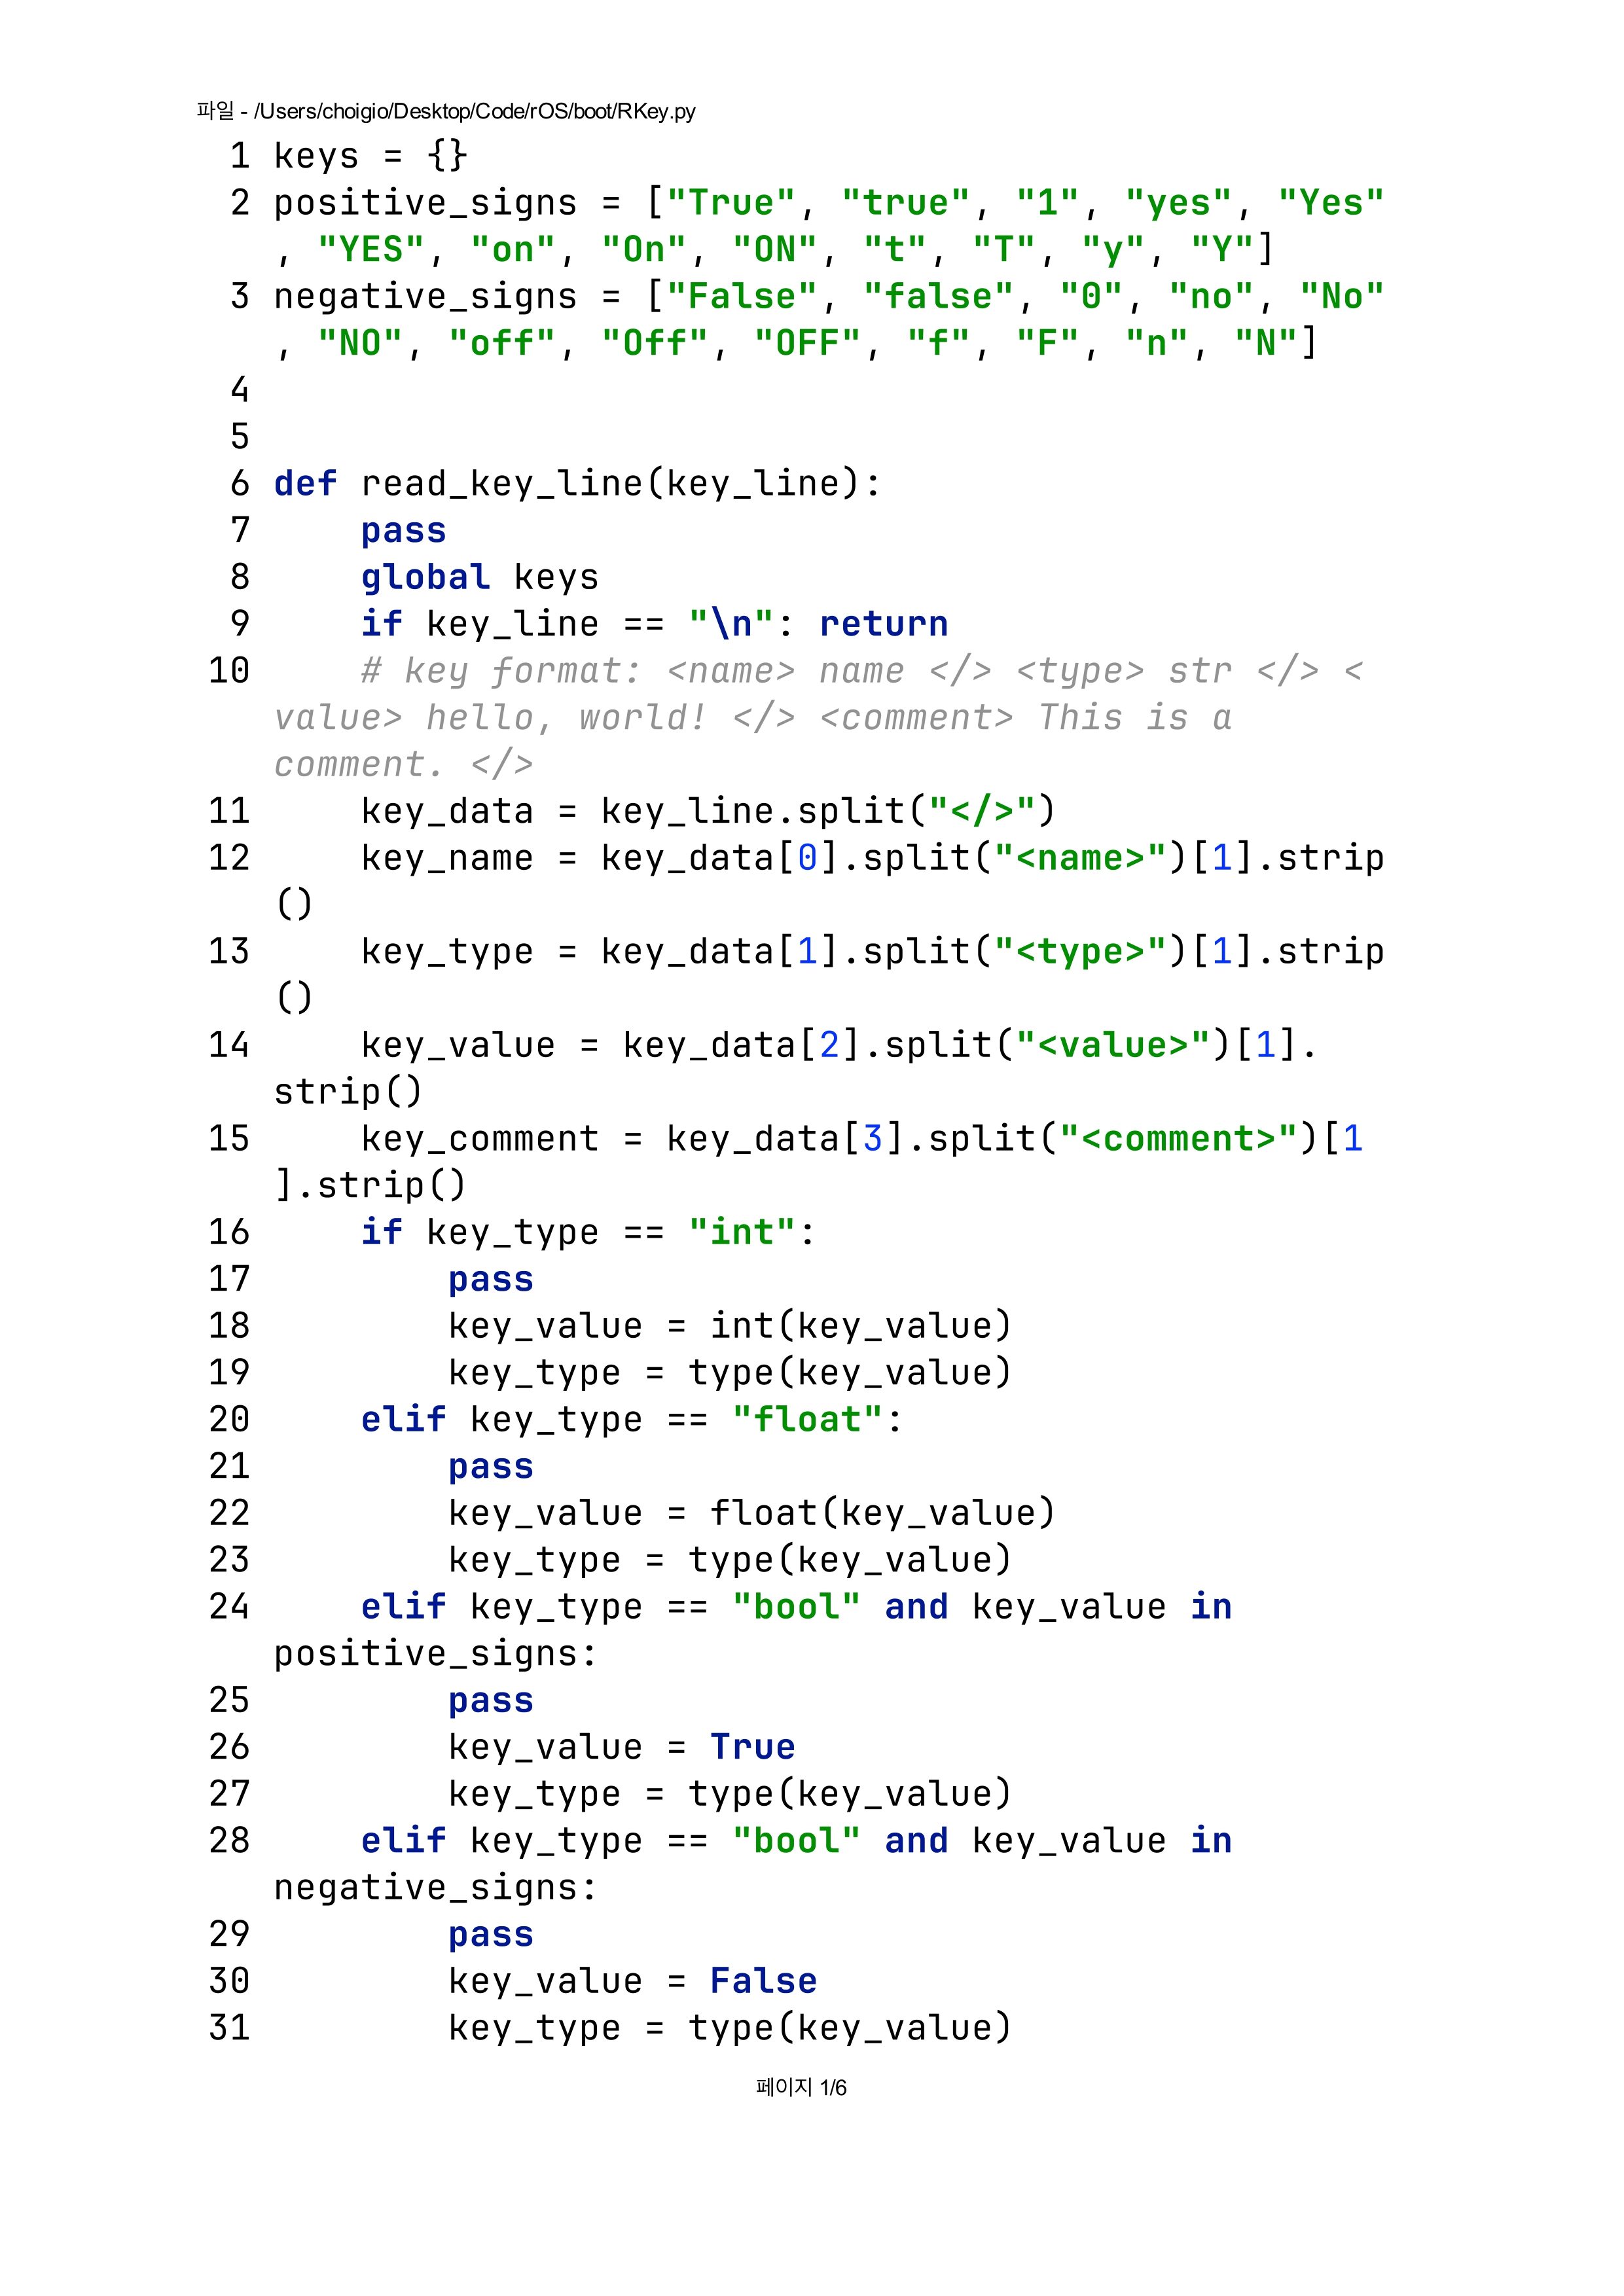 파일 - /Users/choigio/Desktop/Code/rOS/boot/RKey.py
1 keys = {}
2 positive_signs = ["True", "true", "1", "yes", "Yes"
, "YES", "on", "On", "ON", "t", "T", "y", "Y"]
3 negative_signs = ["False", "false", "0", "no", "No"
, "NO", "off", "Off", "OFF", "f", "F", "n", "N"]
4
5
6 def read_key_line(key_line):
7     pass
8     global keys
9     if key_line == "\n": return
10     # key format: <name> name </> <type> str </> <
value> hello, world! </> <comment> This is a
comment. </>
11     key_data = key_line.split("</>")
12     key_name = key_data[0].split("<name>")[1].strip
()
13     key_type = key_data[1].split("<type>")[1].strip
()
14     key_value = key_data[2].split("<value>")[1].
strip()
15     key_comment = key_data[3].split("<comment>")[1
].strip()
16     if key_type == "int":
17         pass
18         key_value = int(key_value)
19         key_type = type(key_value)
20     elif key_type == "float":
21         pass
22         key_value = float(key_value)
23         key_type = type(key_value)
24     elif key_type == "bool" and key_value in
positive_signs:
25         pass
26         key_value = True
27         key_type = type(key_value)
28     elif key_type == "bool" and key_value in
negative_signs:
29         pass
30         key_value = False
31         key_type = type(key_value)
페이지 1/6